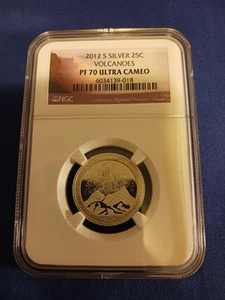 2012 S SILVER 25C
VOLCANOES
PF 70 ULTRA CAMEO
6034139-018
NGC